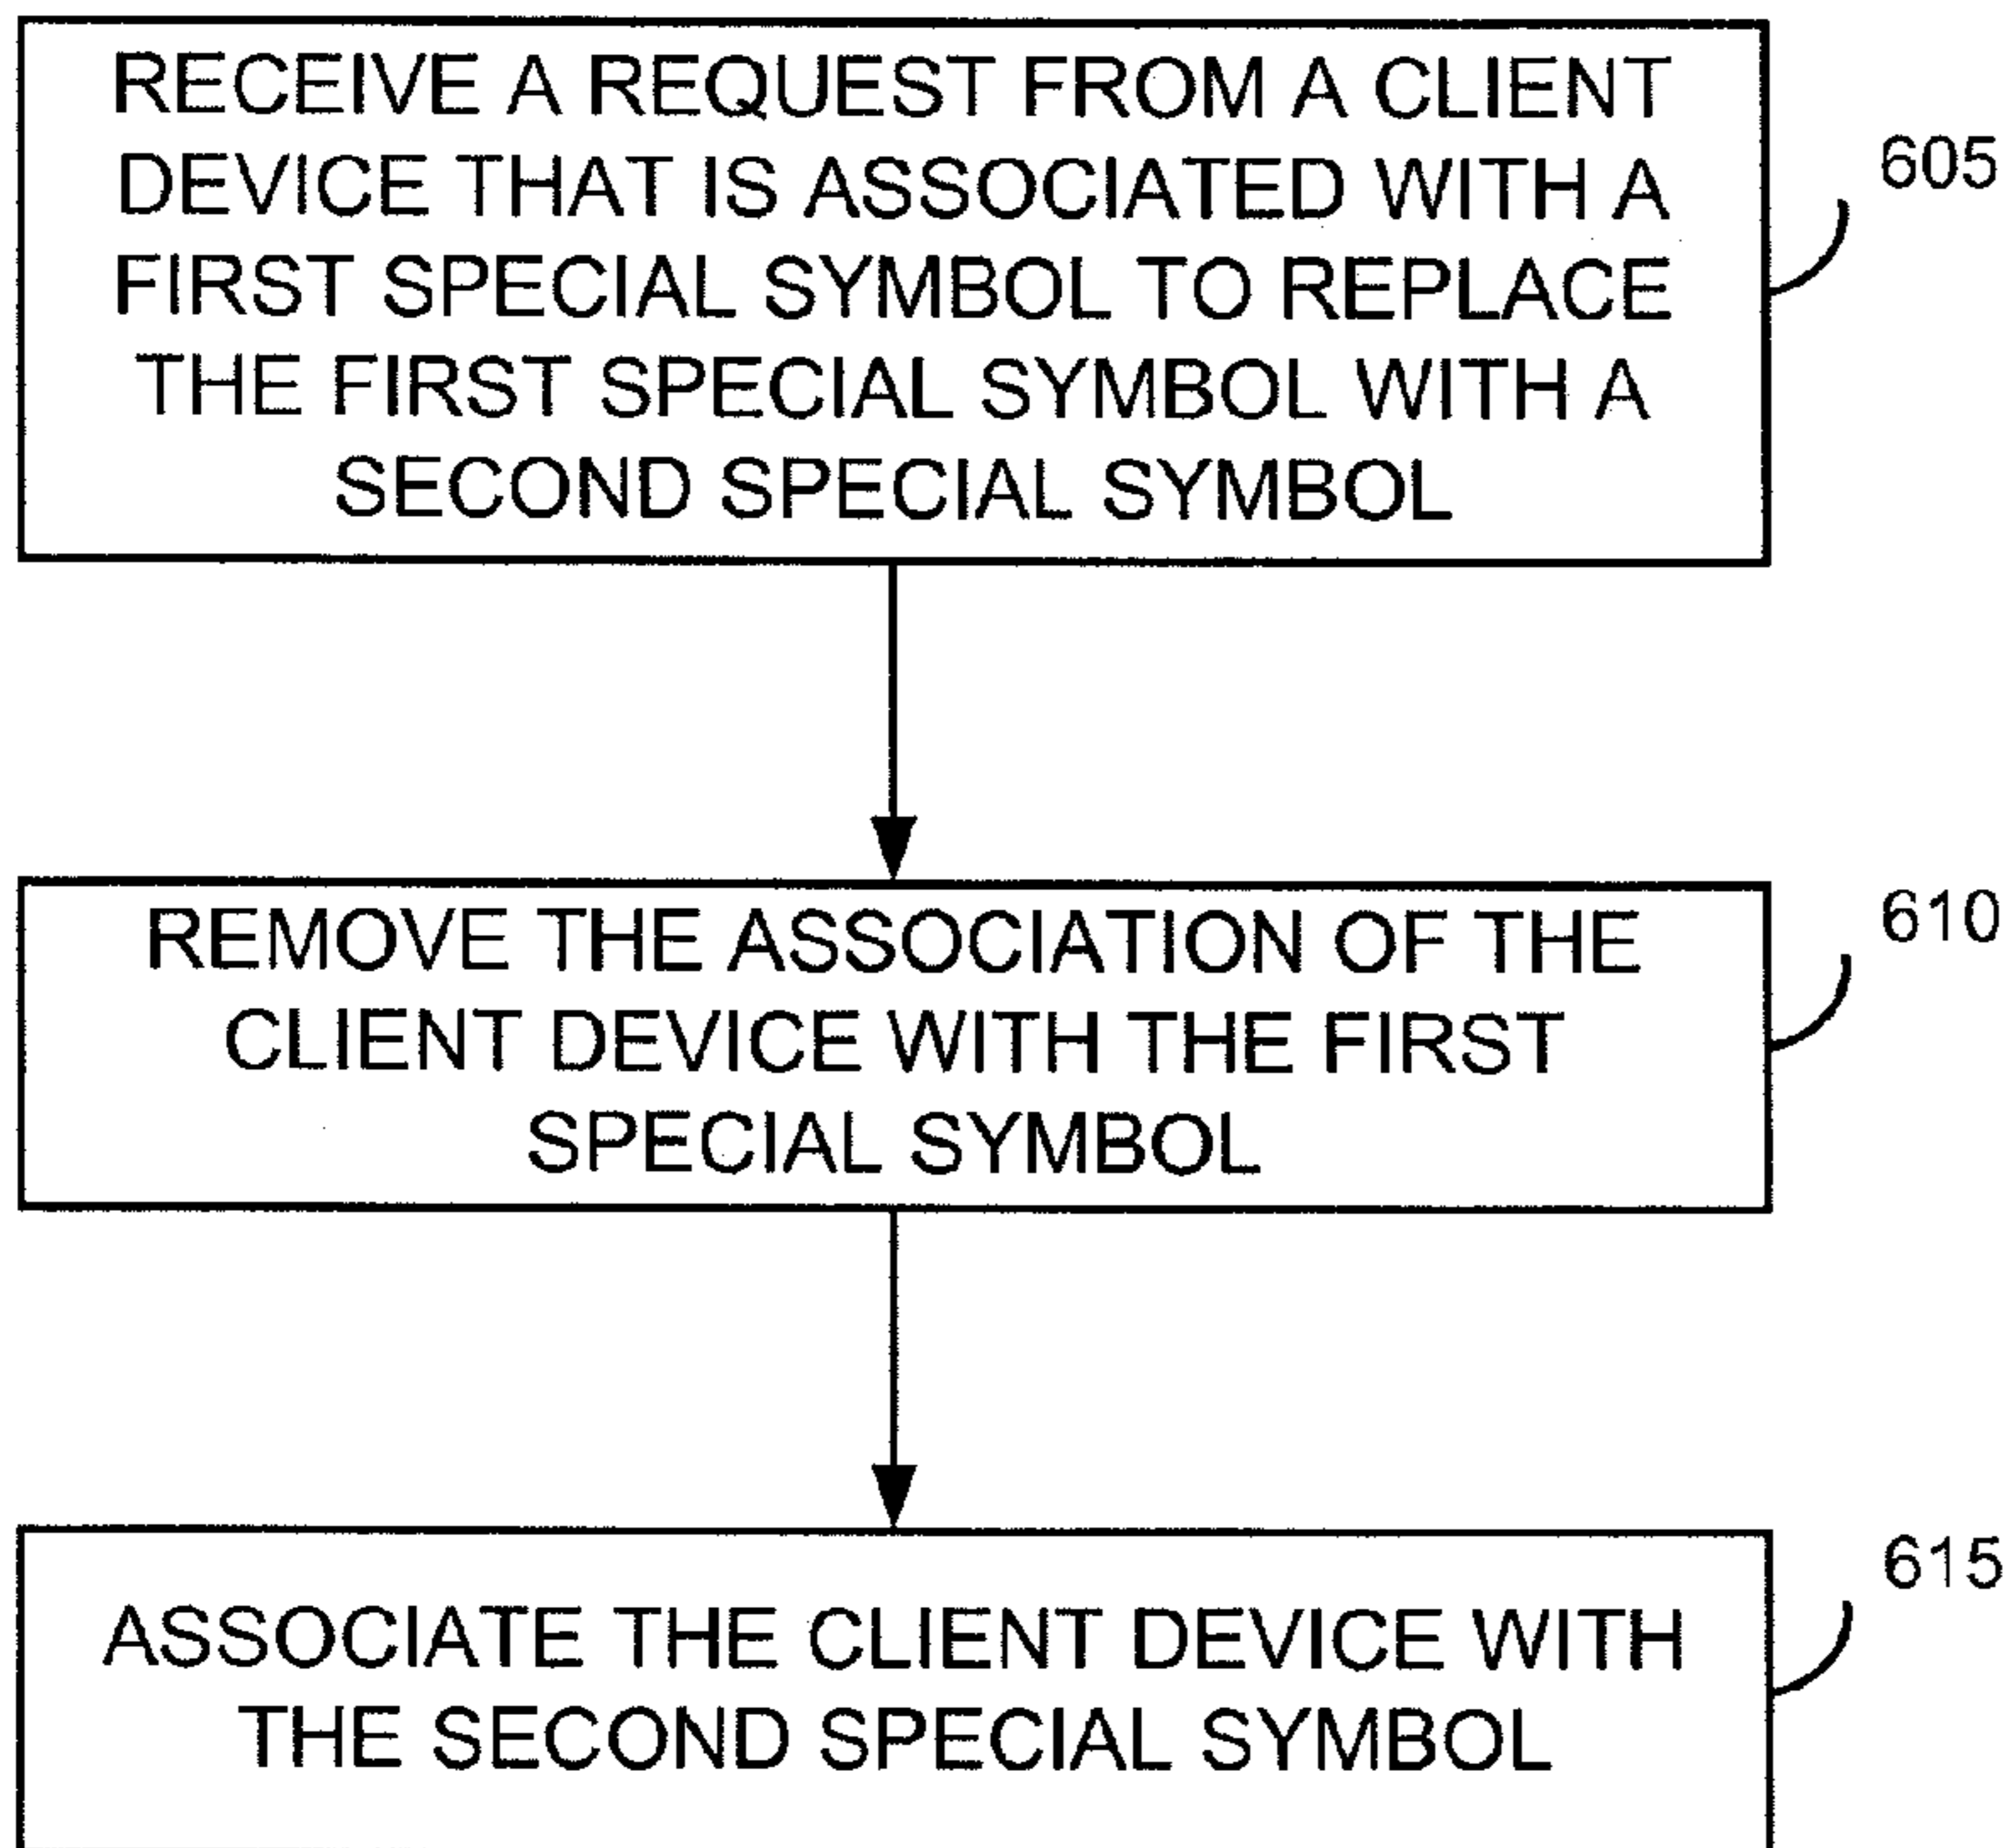 RECEIVE A REQUEST FROM A CLIENT
DEVICE THAT IS ASSOCIATED WITH A
FIRST SPECIAL SYMBOL TO REPLACE
THE FIRST SPECIAL SYMBOL WITH A
SECOND SPECIAL SYMBOL
605
REMOVE THE ASSOCIATION OF THE
CLIENT DEVICE WITH THE FIRST
SPECIAL SYMBOL
610
ASSOCIATE THE CLIENT DEVICE WITH
THE SECOND SPECIAL SYMBOL
615